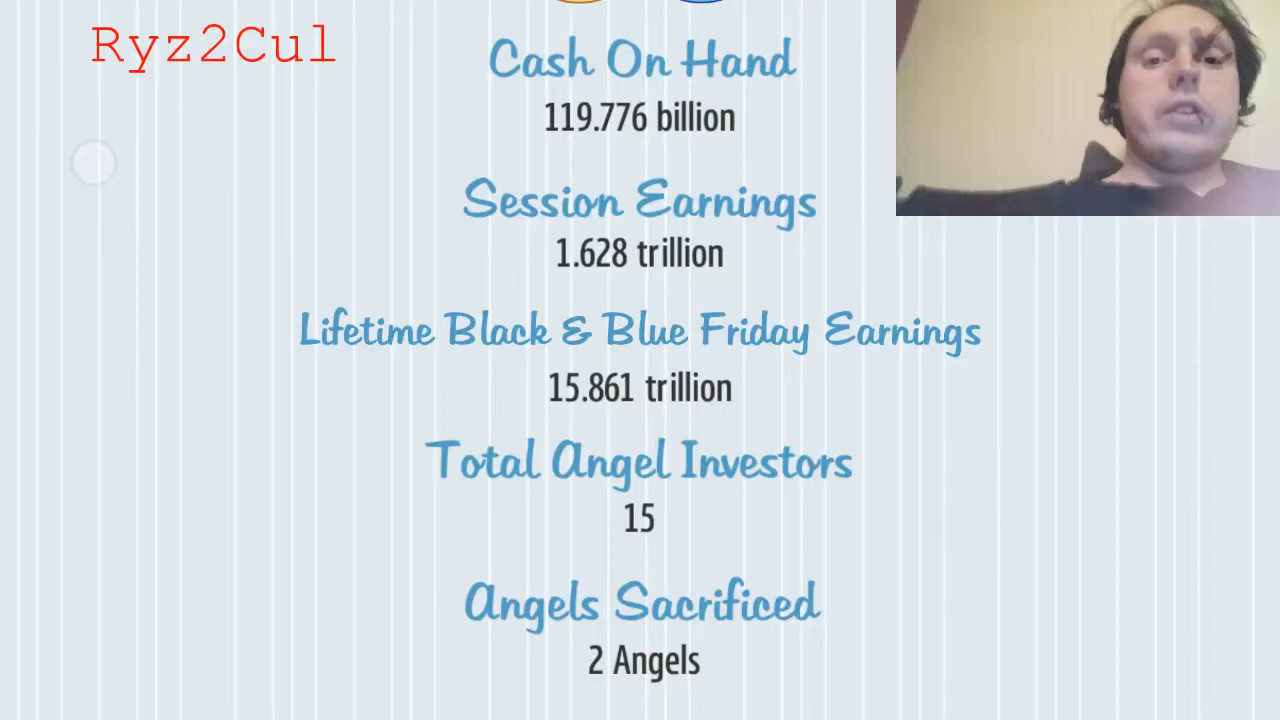 Ryz2Cul
Cash On Hand
119.776 billion
Session Earnings
1.628 trillion
Lifetime Black & Blue Friday Earnings
15.861 trillion
Total Angel Investors
15
Angels Sacrificed
2 Angels